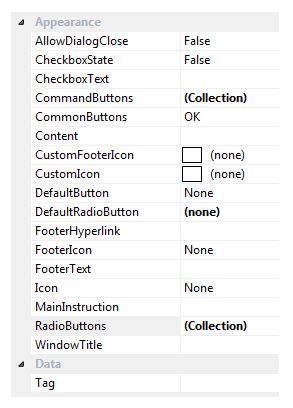 Appearance
AllowDialogClose False
CheckboxState False
CheckboxText
CommandButtons (Collection)
CommonButtons OK
Content
CustomFooterIcon (none)
CustomIcon (none)
DefaultButton None
DefaultRadioButton (none)
FooterHyperlink
FooterIcon None
FooterText
Icon None
MainInstruction
RadioButtons (Collection)
WindowTitle
Data
Tag